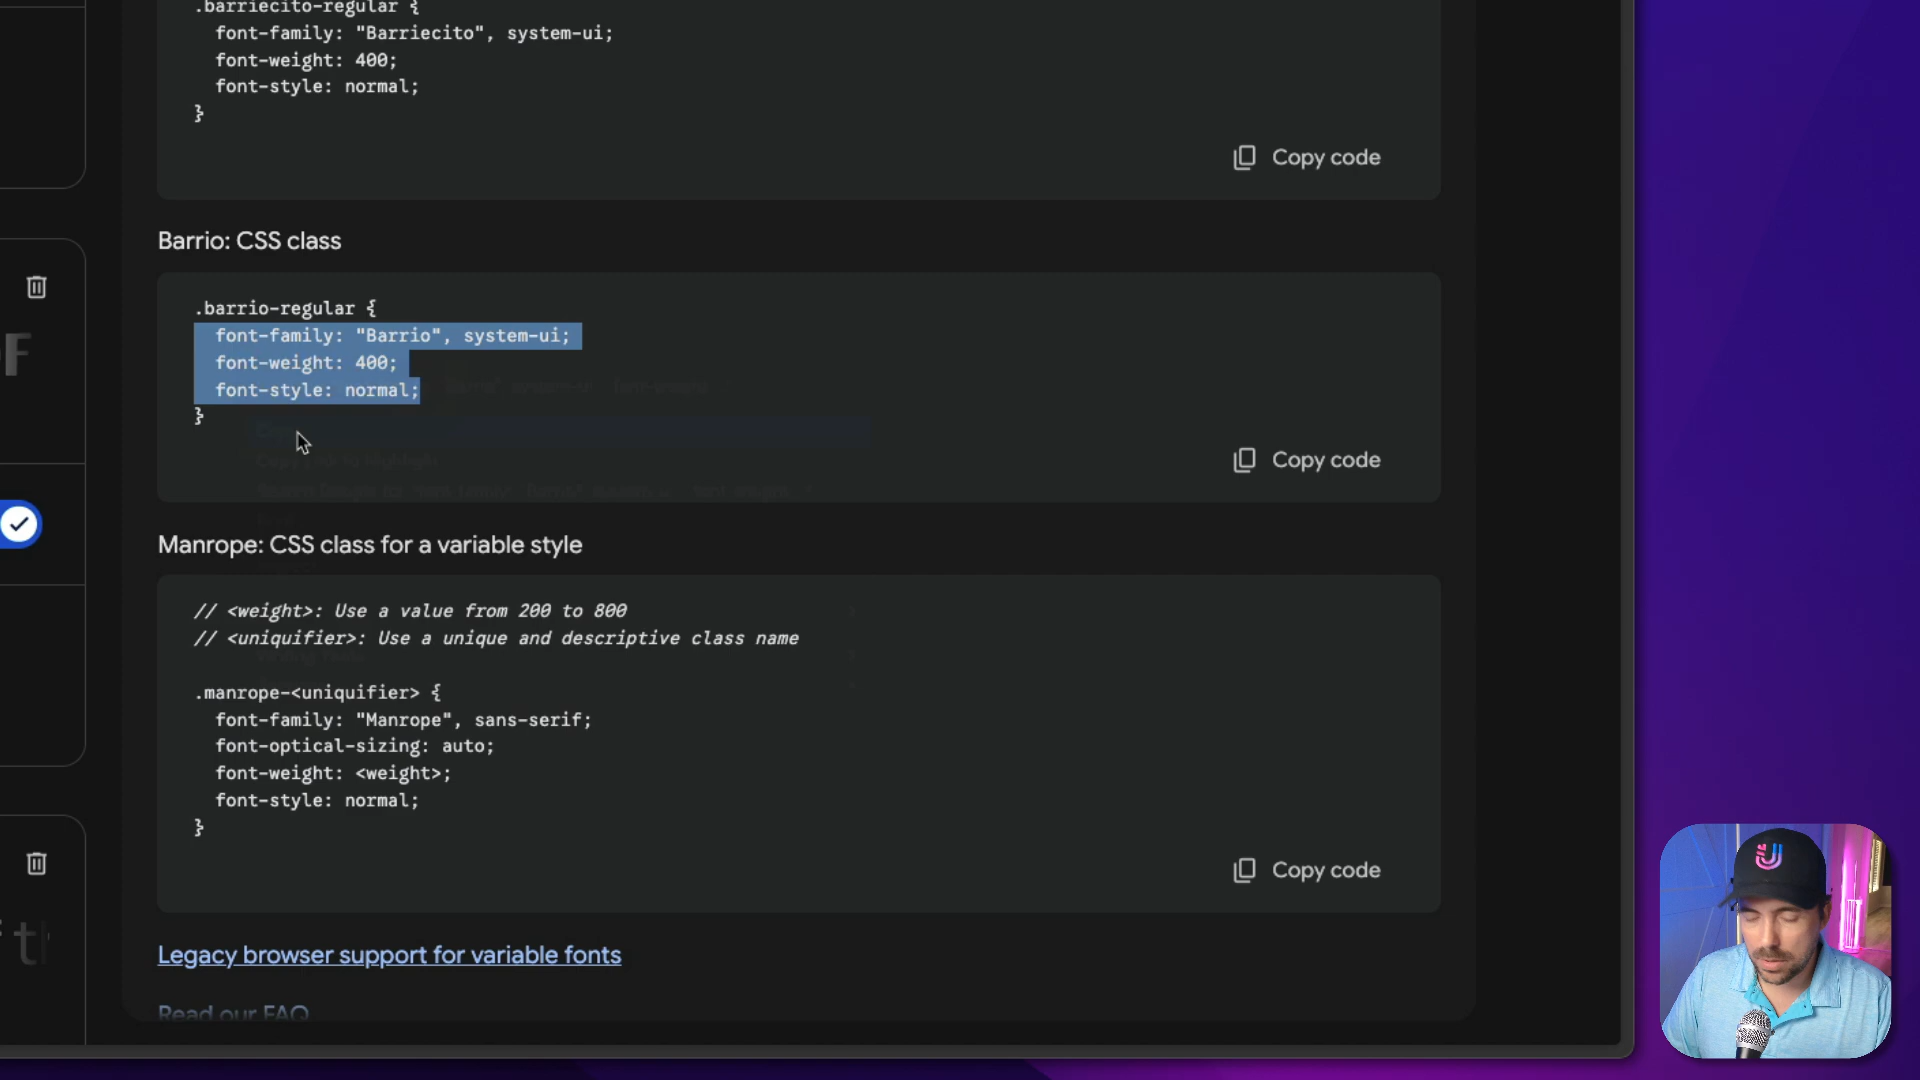 .barriecito-regular {
font-family: "Barriecito", system-ui;
font-weight: 400;
font-style: normal;
}
Copy code
Barrio: CSS class
.barrio-regular {
font-family: "Barrio", system-ui;
font-weight: 400;
font-style: normal;
}
Copy code
Manrope: CSS class for a variable style
// <weight>: Use a value from 200 to 800
// <uniquifier>: Use a unique and descriptive class name
.manrope-<uniquifier> {
font-family: "Manrope", sans-serif;
font-optical-sizing: auto;
font-weight: <weight>;
font-style: normal;
}
Copy code
Legacy browser support for variable fonts
Read our FAQ